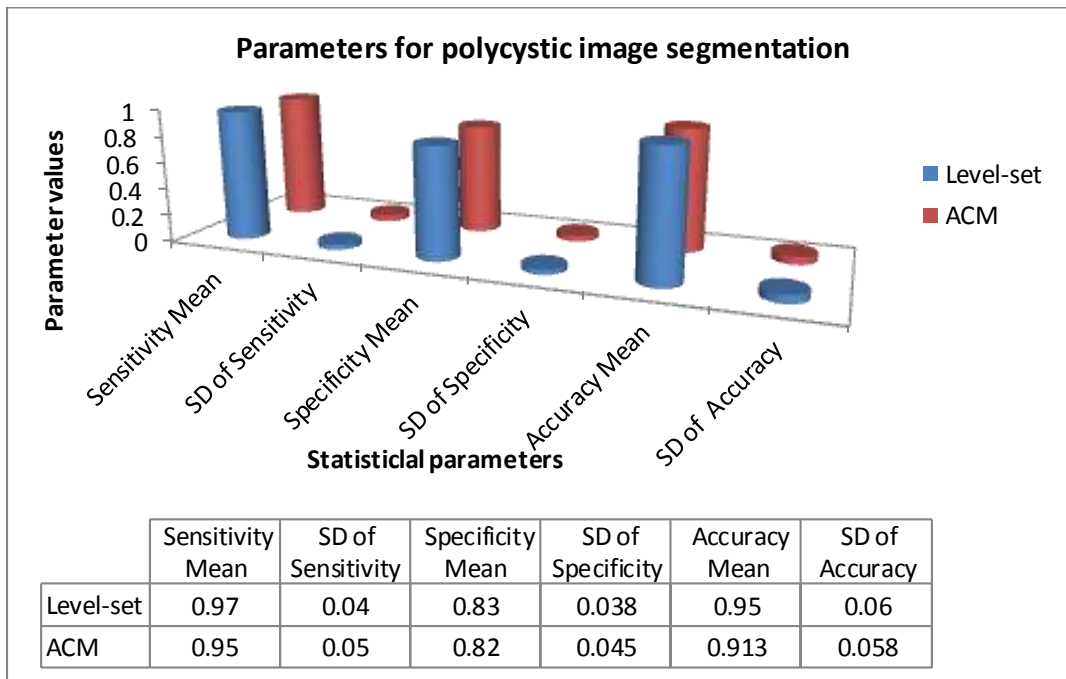 Parameters for polycystic image segmentation
Parameter values
1
0.8
0.6
0.4
0.2
0
Level-set
ACM
Sensitivity Mean
SD of Sensitivity
Specificity Mean
SD of Specificity
Accuracy Mean
SD of Accuracy
Statisticlal parameters
Sensitivity Mean SD of Sensitivity Specificity Mean SD of Specificity Accuracy Mean SD of Accuracy
Level-set 0.97 0.04 0.83 0.038 0.95 0.06
ACM 0.95 0.05 0.82 0.045 0.913 0.058